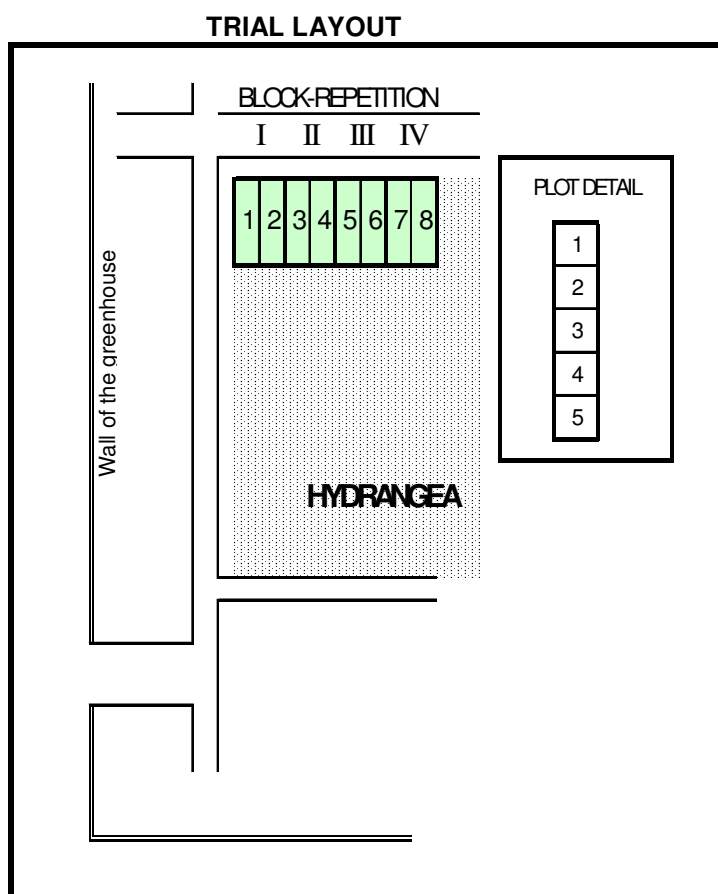 TRIAL LAYOUT
BLOCK-REPETITION
I II III IV
1 2 3 4 5 6 7 8
PLOT DETAIL
1
2
3
4
5
Wall of the greenhouse
HYDRANGEA